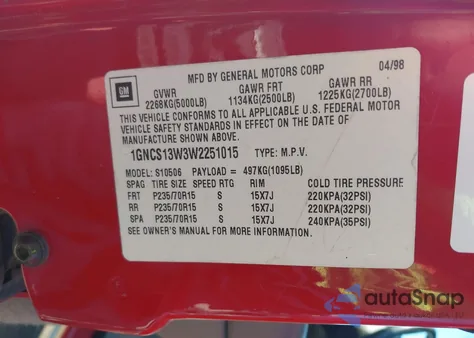 MFD BY GENERAL MOTORS CORP 04/98
GM
GVWR GAWR FRT GAWR RR
2268KG(5000LB) 1134KG(2500LB) 1225KG(2700LB)
THIS VEHICLE CONFORMS TO ALL APPLICABLE U.S. FEDERAL MOTOR
VEHICLE SAFETY STANDARDS IN EFFECT ON THE DATE OF
MANUFACTURE SHOWN ABOVE.
1GNCS13W3W2251015 TYPE: M.P.V.
MODEL: S10506 PAYLOAD = 497KG(1095LB)
SPAG TIRE SIZE SPEED RTG RIM COLD TIRE PRESSURE
FRT P235/70R15 S 15X7J 220KPA(32PSI)
RR P235/70R15 S 15X7J 220KPA(32PSI)
SPA P235/70R15 S 15X7J 240KPA(35PSI)
SEE OWNER'S MANUAL FOR MORE INFORMATION.
autoSnap